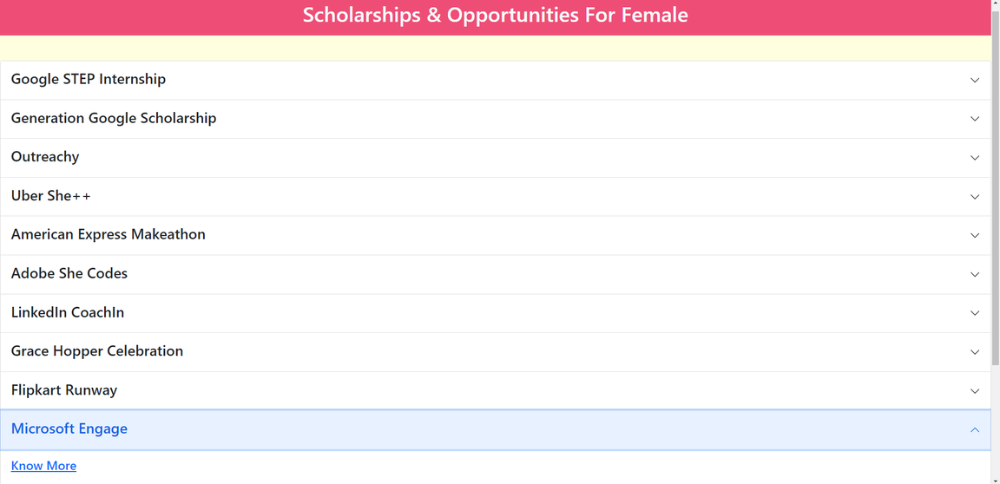 Scholarships & Opportunities For Female
Google STEP Internship
Generation Google Scholarship
Outreachy
Uber She++
American Express Makeathon
Adobe She Codes
LinkedIn CoachIn
Grace Hopper Celebration
Flipkart Runway
Microsoft Engage
Know More